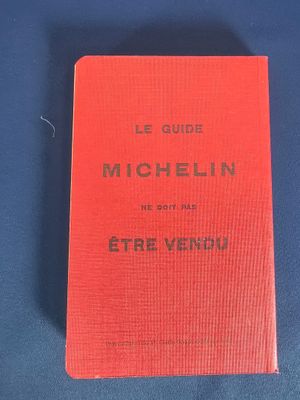 LE GUIDE
MICHELIN
NE DOIT PAS
ÊTRE VENDU